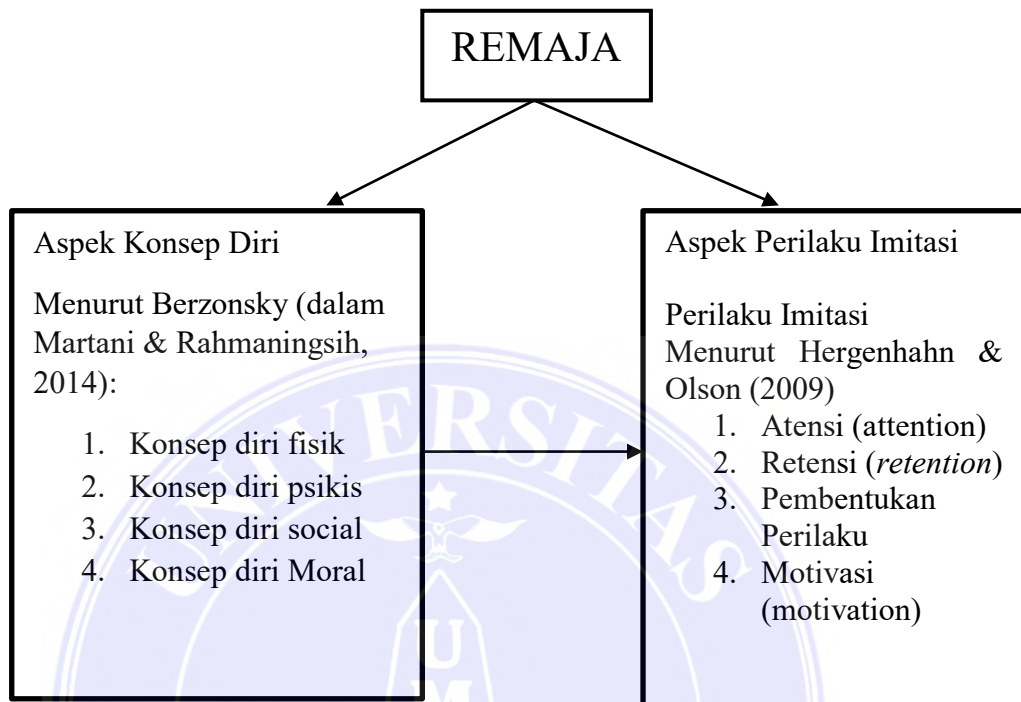 REMAJA
Aspek Konsep Diri
Menurut Berzonsky (dalam
Martani & Rahmaningsih,
2014):
1. Konsep diri fisik
2. Konsep diri psikis
3. Konsep diri social
4. Konsep diri Moral
Aspek Perilaku Imitasi
Perilaku Imitasi
Menurut Hergenhahn &
Olson (2009)
1. Atensi (attention)
2. Retensi (retention)
3. Pembentukan
Perilaku
4. Motivasi
(motivation)
UNIVERSITAS
U
M